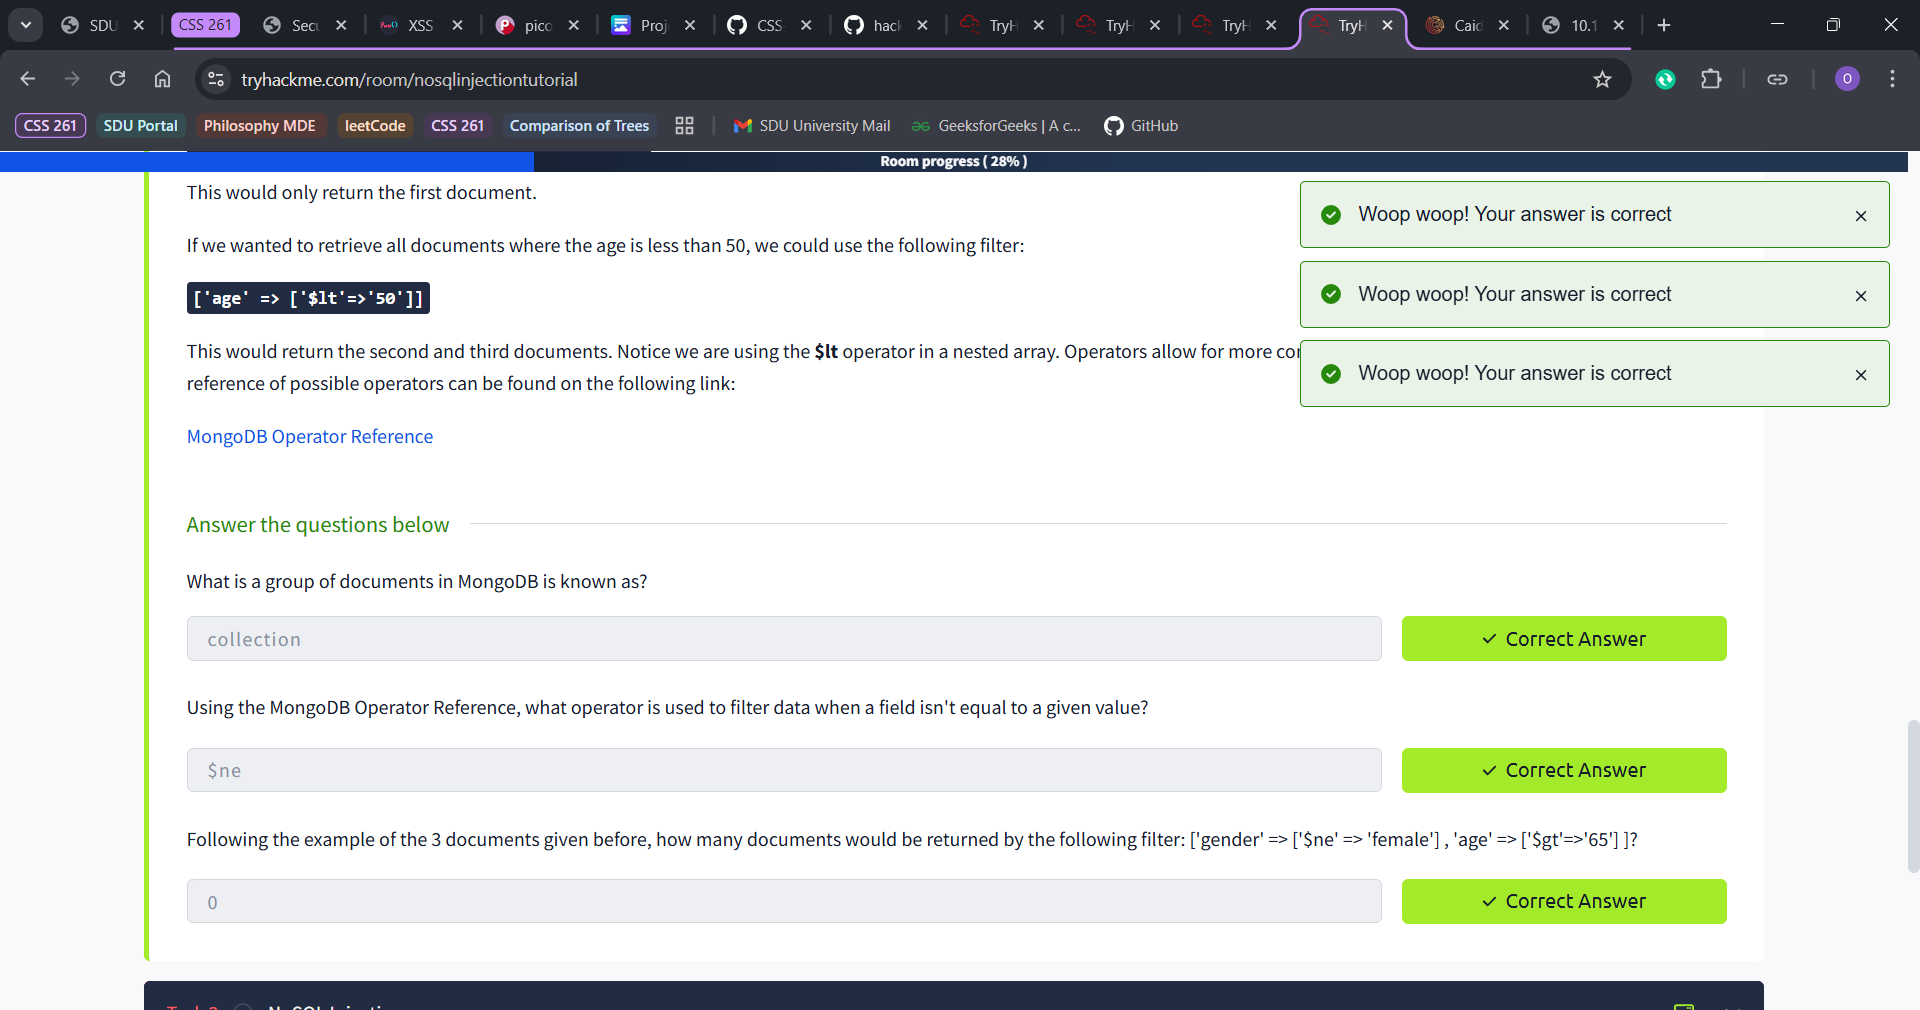 SDU
CSS 261
Secu
XSS
pico
Proj
CSS-
hack
TryH
TryH
TryH
TryH
Caid
10.1
tryhackme.com/room/nosqlinjectiontutorial
O
CSS 261
SDU Portal
Philosophy MDE
leetCode
CSS 261
Comparison of Trees
SDU University Mail
GeeksforGeeks | A c...
GitHub
Room progress ( 28% )
This would only return the first document.
Woop woop! Your answer is correct
If we wanted to retrieve all documents where the age is less than 50, we could use the following filter:
['age' => ['$lt'=>'50']]
Woop woop! Your answer is correct
This would return the second and third documents. Notice we are using the $lt operator in a nested array. Operators allow for more cor
Woop woop! Your answer is correct
reference of possible operators can be found on the following link:
MongoDB Operator Reference
Answer the questions below
What is a group of documents in MongoDB is known as?
collection
Correct Answer
Using the MongoDB Operator Reference, what operator is used to filter data when a field isn't equal to a given value?
$ne
Correct Answer
Following the example of the 3 documents given before, how many documents would be returned by the following filter: ['gender' => ['$ne' => 'female'] , 'age' => ['$gt'=>'65'] ]?
0
Correct Answer